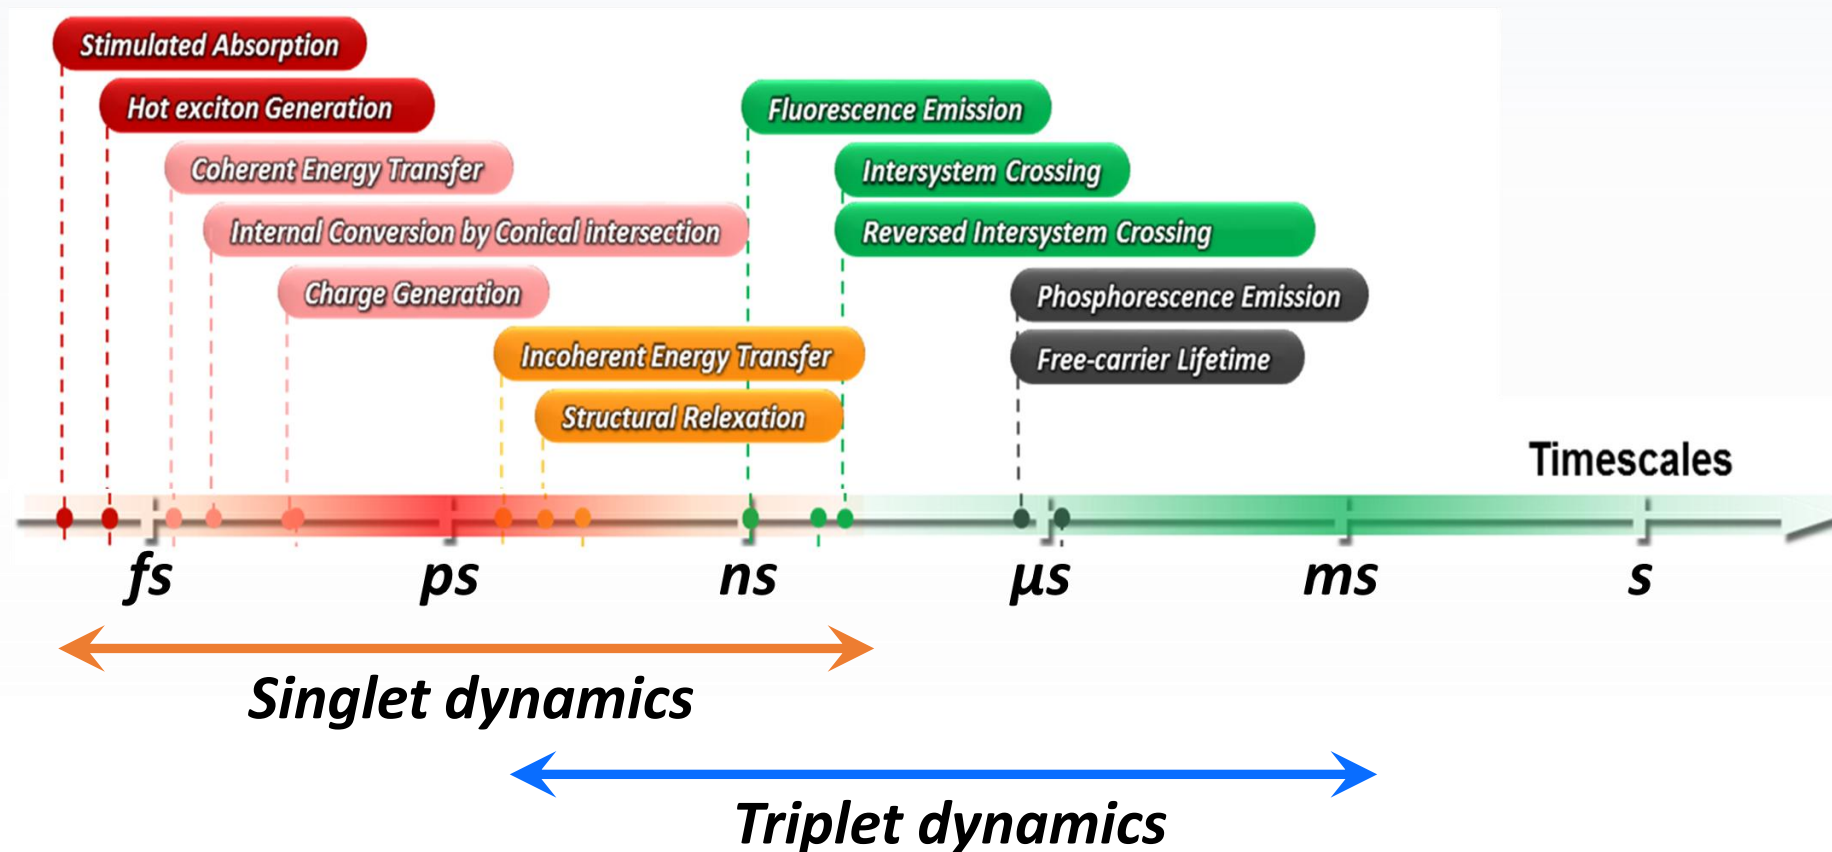 Stimulated Absorption
Hot exciton Generation
Fluorescence Emission
Coherent Energy Transfer
Intersystem Crossing
Internal Conversion by Conical intersection
Reversed Intersystem Crossing
Charge Generation
Phosphorescence Emission
Incoherent Energy Transfer
Free-carrier Lifetime
Structural Relexation
Timescales
fs ps ns μs ms s
Singlet dynamics
Triplet dynamics